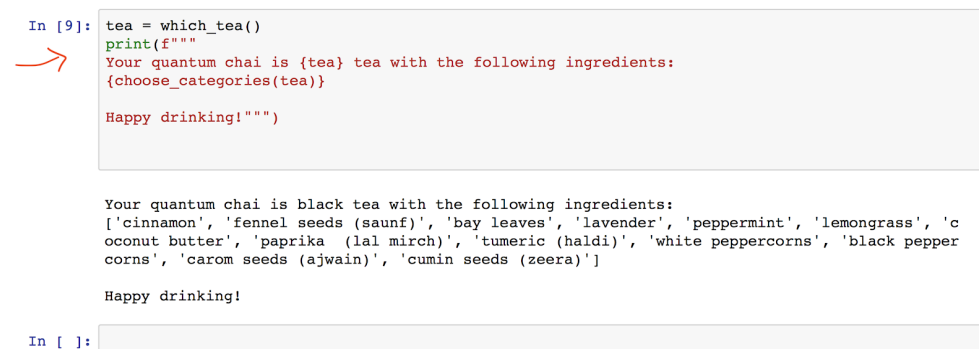 In [9]: tea = which_tea()
print(f"""
Your quantum chai is {tea} tea with the following ingredients:
{choose_categories(tea)}
Happy drinking!""")
Your quantum chai is black tea with the following ingredients:
['cinnamon', 'fennel seeds (saunf)', 'bay leaves', 'lavender', 'peppermint', 'lemongrass', 'c
oconut butter', 'paprika  (lal mirch)', 'tumeric (haldi)', 'white peppercorns', 'black pepper
corns', 'carom seeds (ajwain)', 'cumin seeds (zeera)']
Happy drinking!
In [ ]: